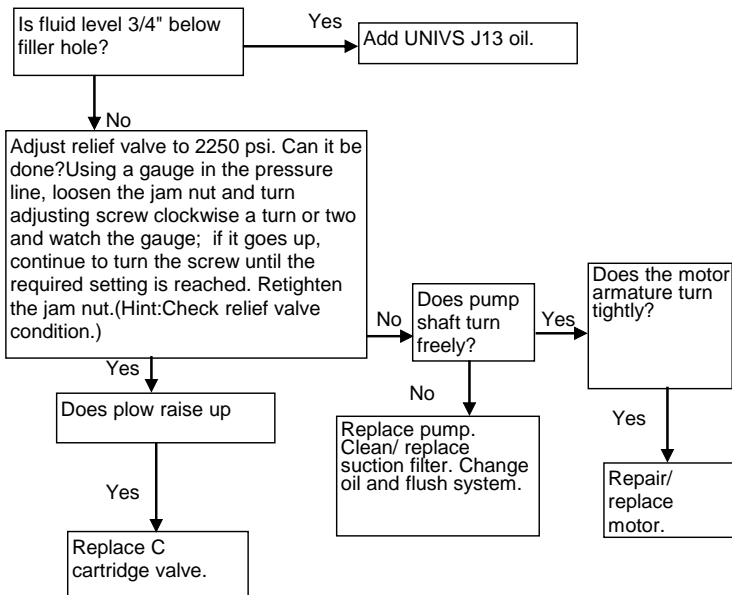 Is fluid level 3/4" below
filler hole?
Yes
Add UNIVS J13 oil.
No
Adjust relief valve to 2250 psi. Can it be
done?Using a gauge in the pressure
line, loosen the jam nut and turn
adjusting screw clockwise a turn or two
and watch the gauge;  if it goes up,
continue to turn the screw until the
required setting is reached. Retighten
the jam nut.(Hint:Check relief valve
condition.)
No
Does pump
shaft turn
freely?
Yes
Does the motor
armature turn
tightly?
Yes
Does plow raise up
No
Replace pump.
Clean/ replace
suction filter. Change
oil and flush system.
Yes
Repair/
replace
motor.
Yes
Replace C
cartridge valve.